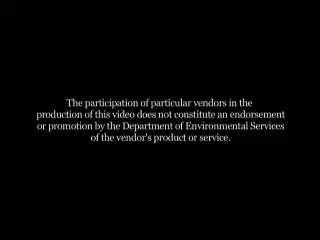 The participation of particular vendors in the
production of this video does not constitute an endorsement
or promotion by the Department of Environmental Services
of the vendor's product or service.